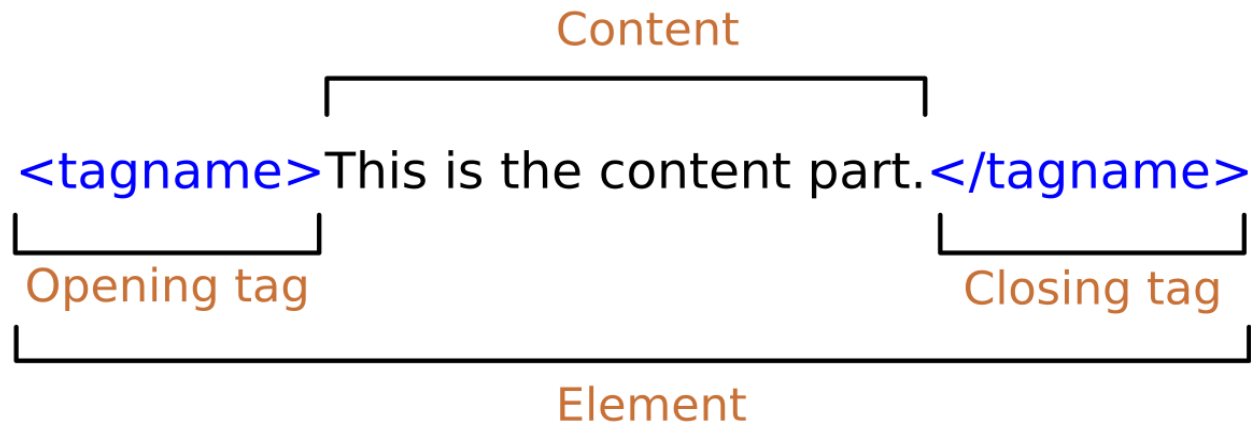 Content
<tagname>This is the content part.</tagname>
Opening tag
Closing tag
Element